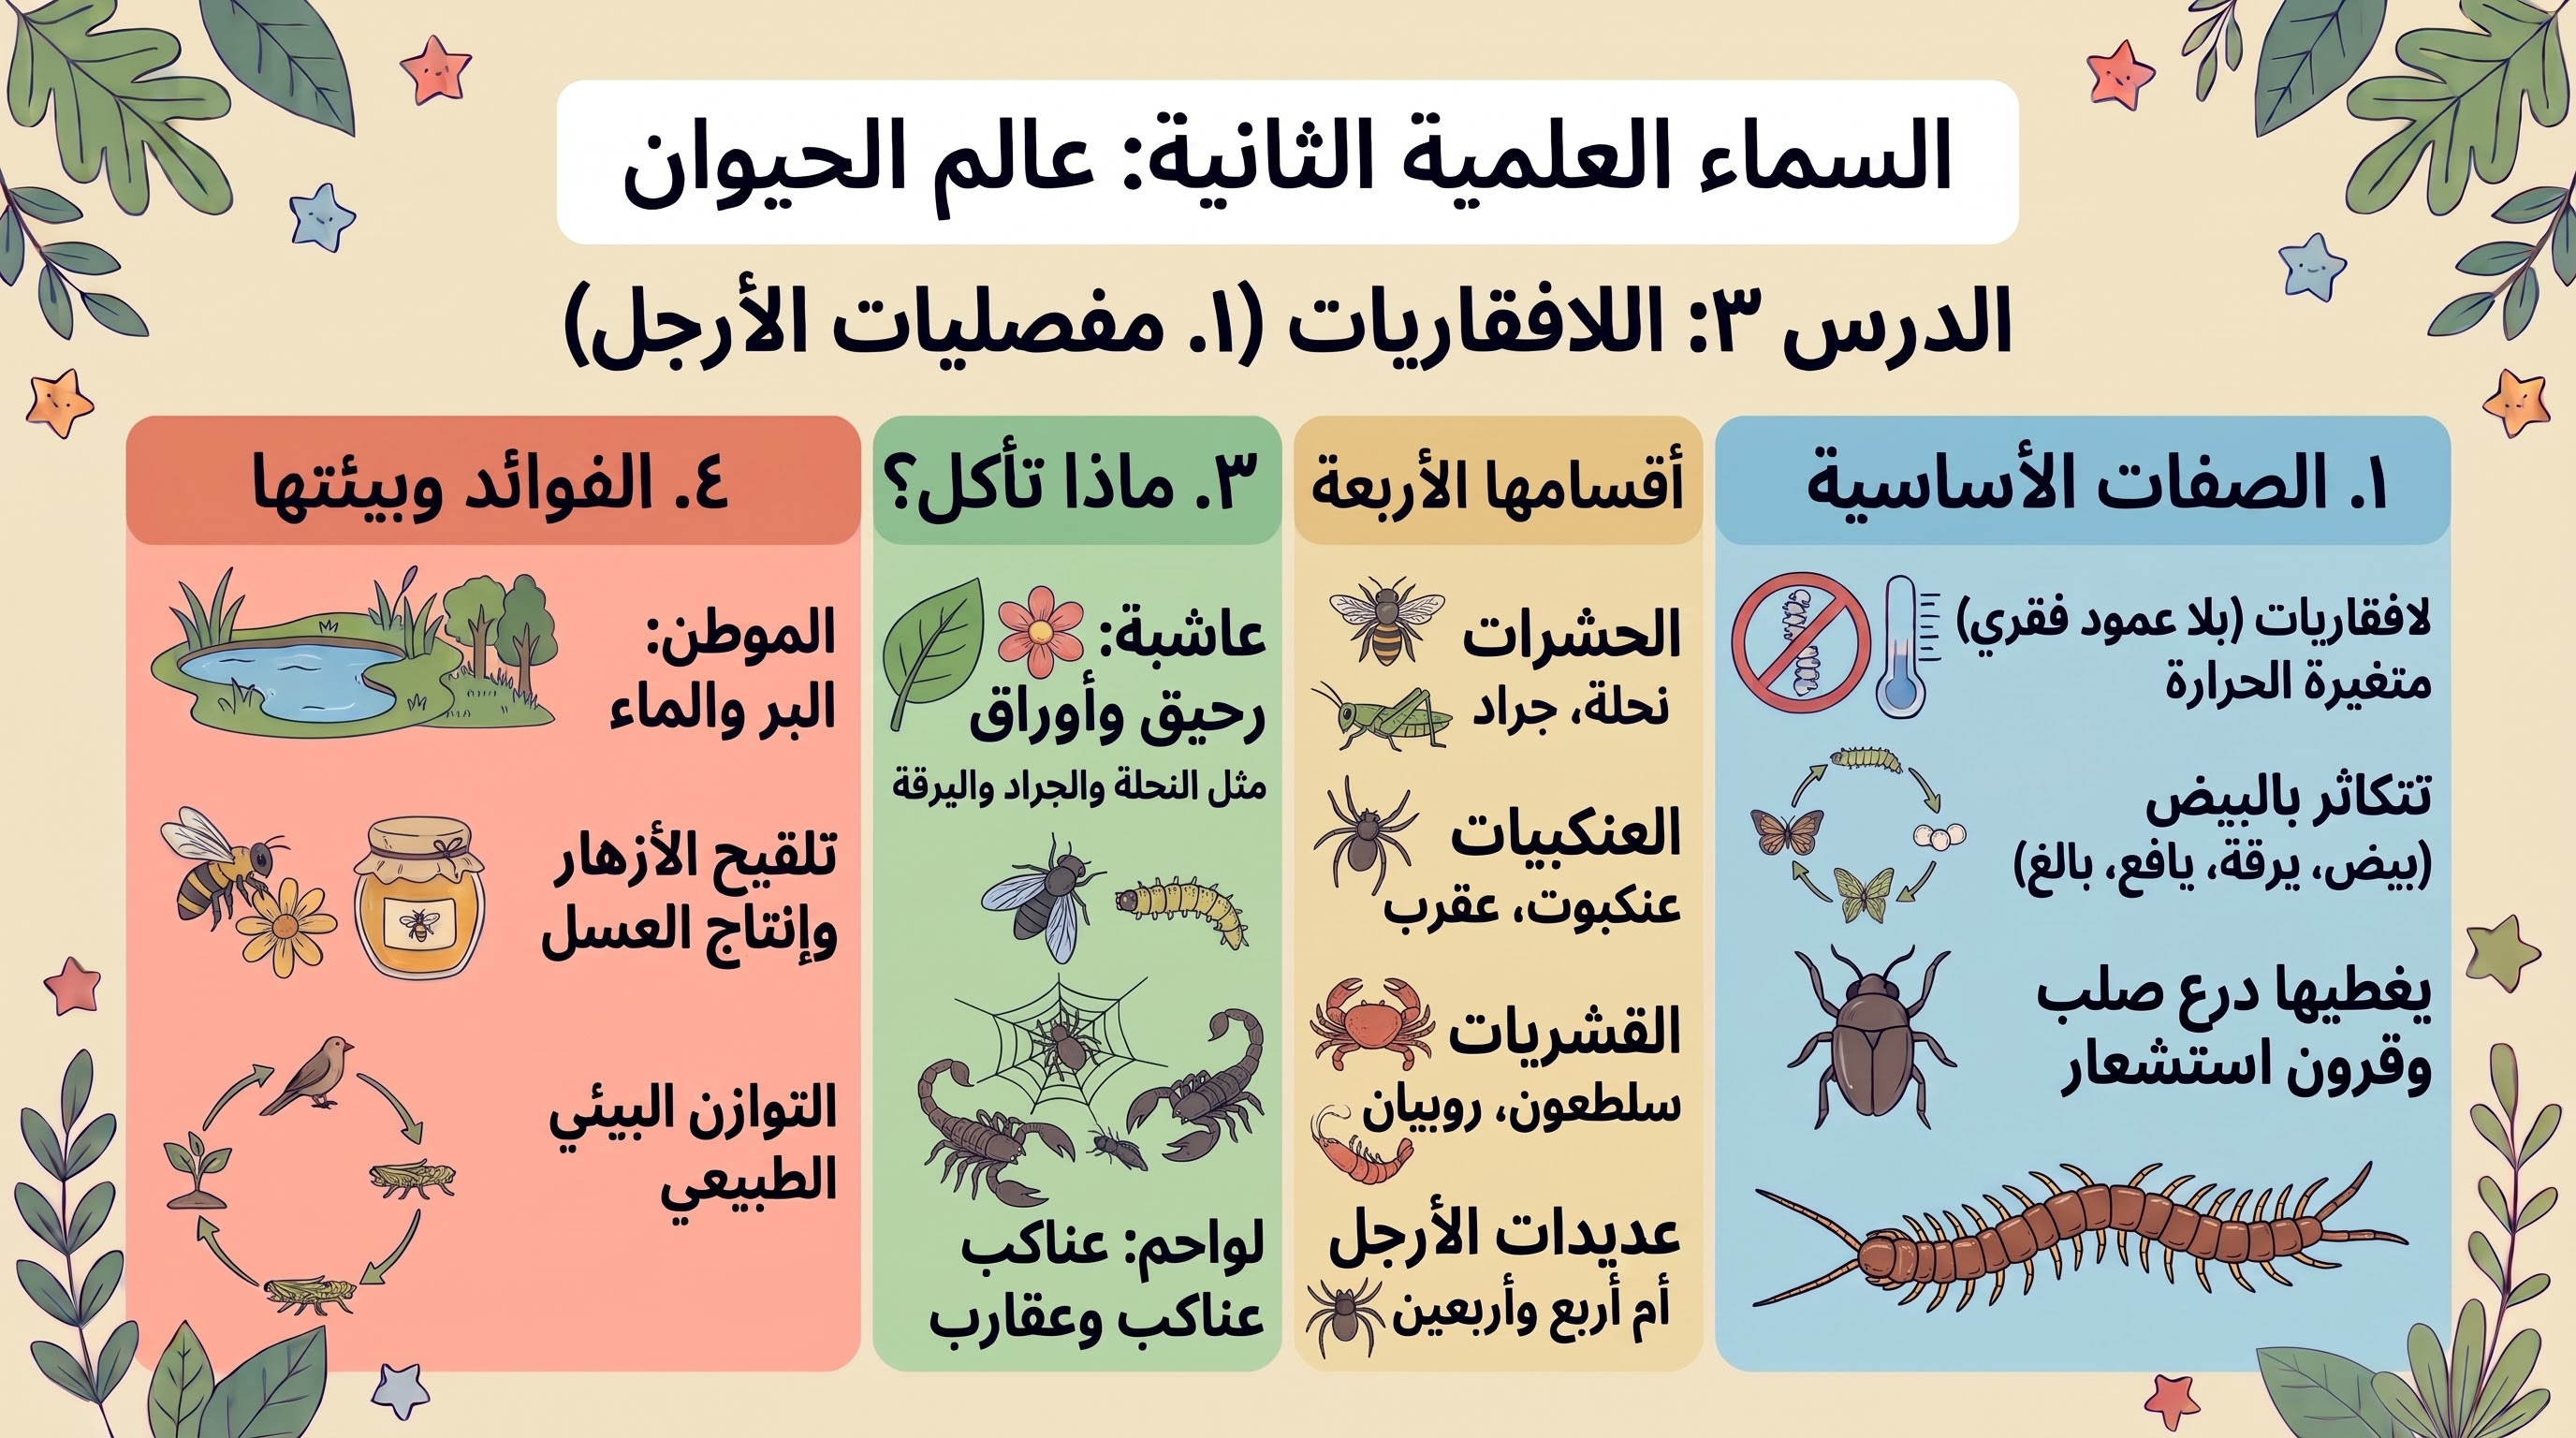 السماء العلمية الثانية: عالم الحيوان
الدرس ٣: اللافقاريات (١. مفصليات الأرجل)
١. الصفات الأساسية
لافقاريات (بلا عمود فقري)
متغيرة الحرارة
تتكاثر بالبيض
(بيض، يرقة، يافع، بالغ)
يغطيها درع صلب
وقرون استشعار
أقسامها الأربعة
الحشرات
نحلة، جراد
العنكبيات
عنكبوت، عقرب
القشريات
سلطعون، روبيان
عديدات الأرجل
أم أربع وأربعين
٣. ماذا تأكل؟
عاشبة:
رحيق وأوراق
مثل النحلة والجراد واليرقة
لواحم: عناكب
عناكب وعقارب
٤. الفوائد وبيئتها
الموطن:
البر والماء
تلقيح الأزهار
وإنتاج العسل
التوازن البيئي
الطبيعي